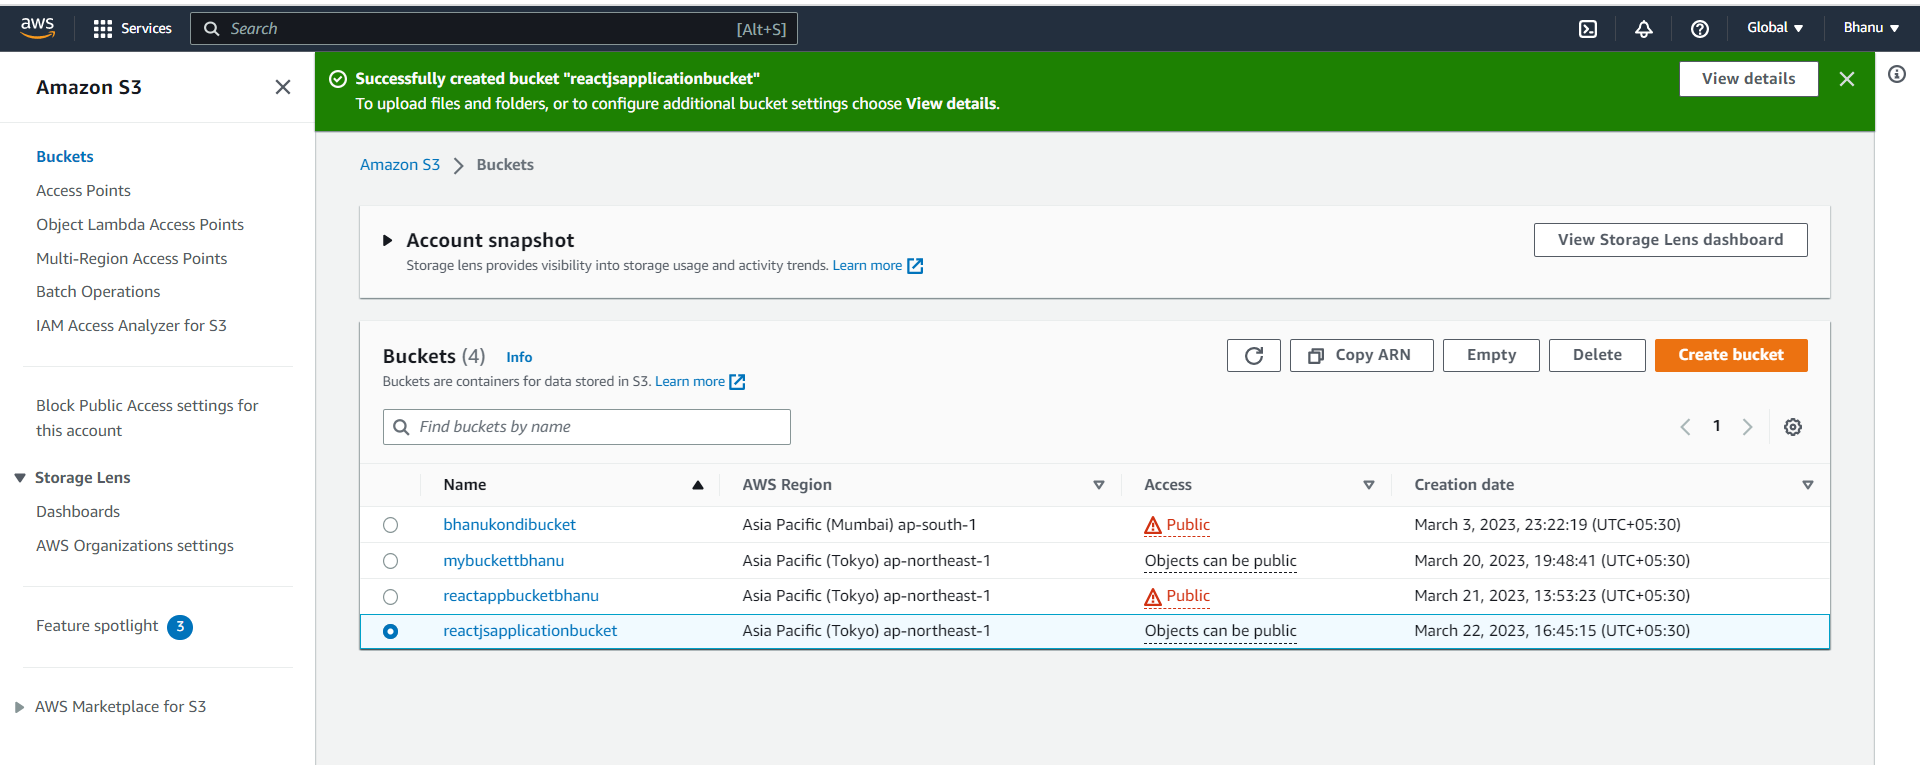 aws
Services
Search [Alt+S]
Global
Bhanu
Amazon S3
Buckets
Access Points
Object Lambda Access Points
Multi-Region Access Points
Batch Operations
IAM Access Analyzer for S3
Block Public Access settings for
this account
Storage Lens
Dashboards
AWS Organizations settings
Feature spotlight 3
AWS Marketplace for S3
Successfully created bucket "reactjsapplicationbucket"
To upload files and folders, or to configure additional bucket settings choose View details.
View details
Amazon S3 Buckets
Account snapshot
Storage lens provides visibility into storage usage and activity trends. Learn more
View Storage Lens dashboard
Buckets (4) Info
Buckets are containers for data stored in S3. Learn more
Copy ARN Empty Delete Create bucket
Find buckets by name
1
Name AWS Region Access Creation date
bhanukondibucket Asia Pacific (Mumbai) ap-south-1 Public March 3, 2023, 23:22:19 (UTC+05:30)
mybuckettbhanu Asia Pacific (Tokyo) ap-northeast-1 Objects can be public March 20, 2023, 19:48:41 (UTC+05:30)
reactappbucketbhanu Asia Pacific (Tokyo) ap-northeast-1 Public March 21, 2023, 13:53:23 (UTC+05:30)
reactjsapplicationbucket Asia Pacific (Tokyo) ap-northeast-1 Objects can be public March 22, 2023, 16:45:15 (UTC+05:30)